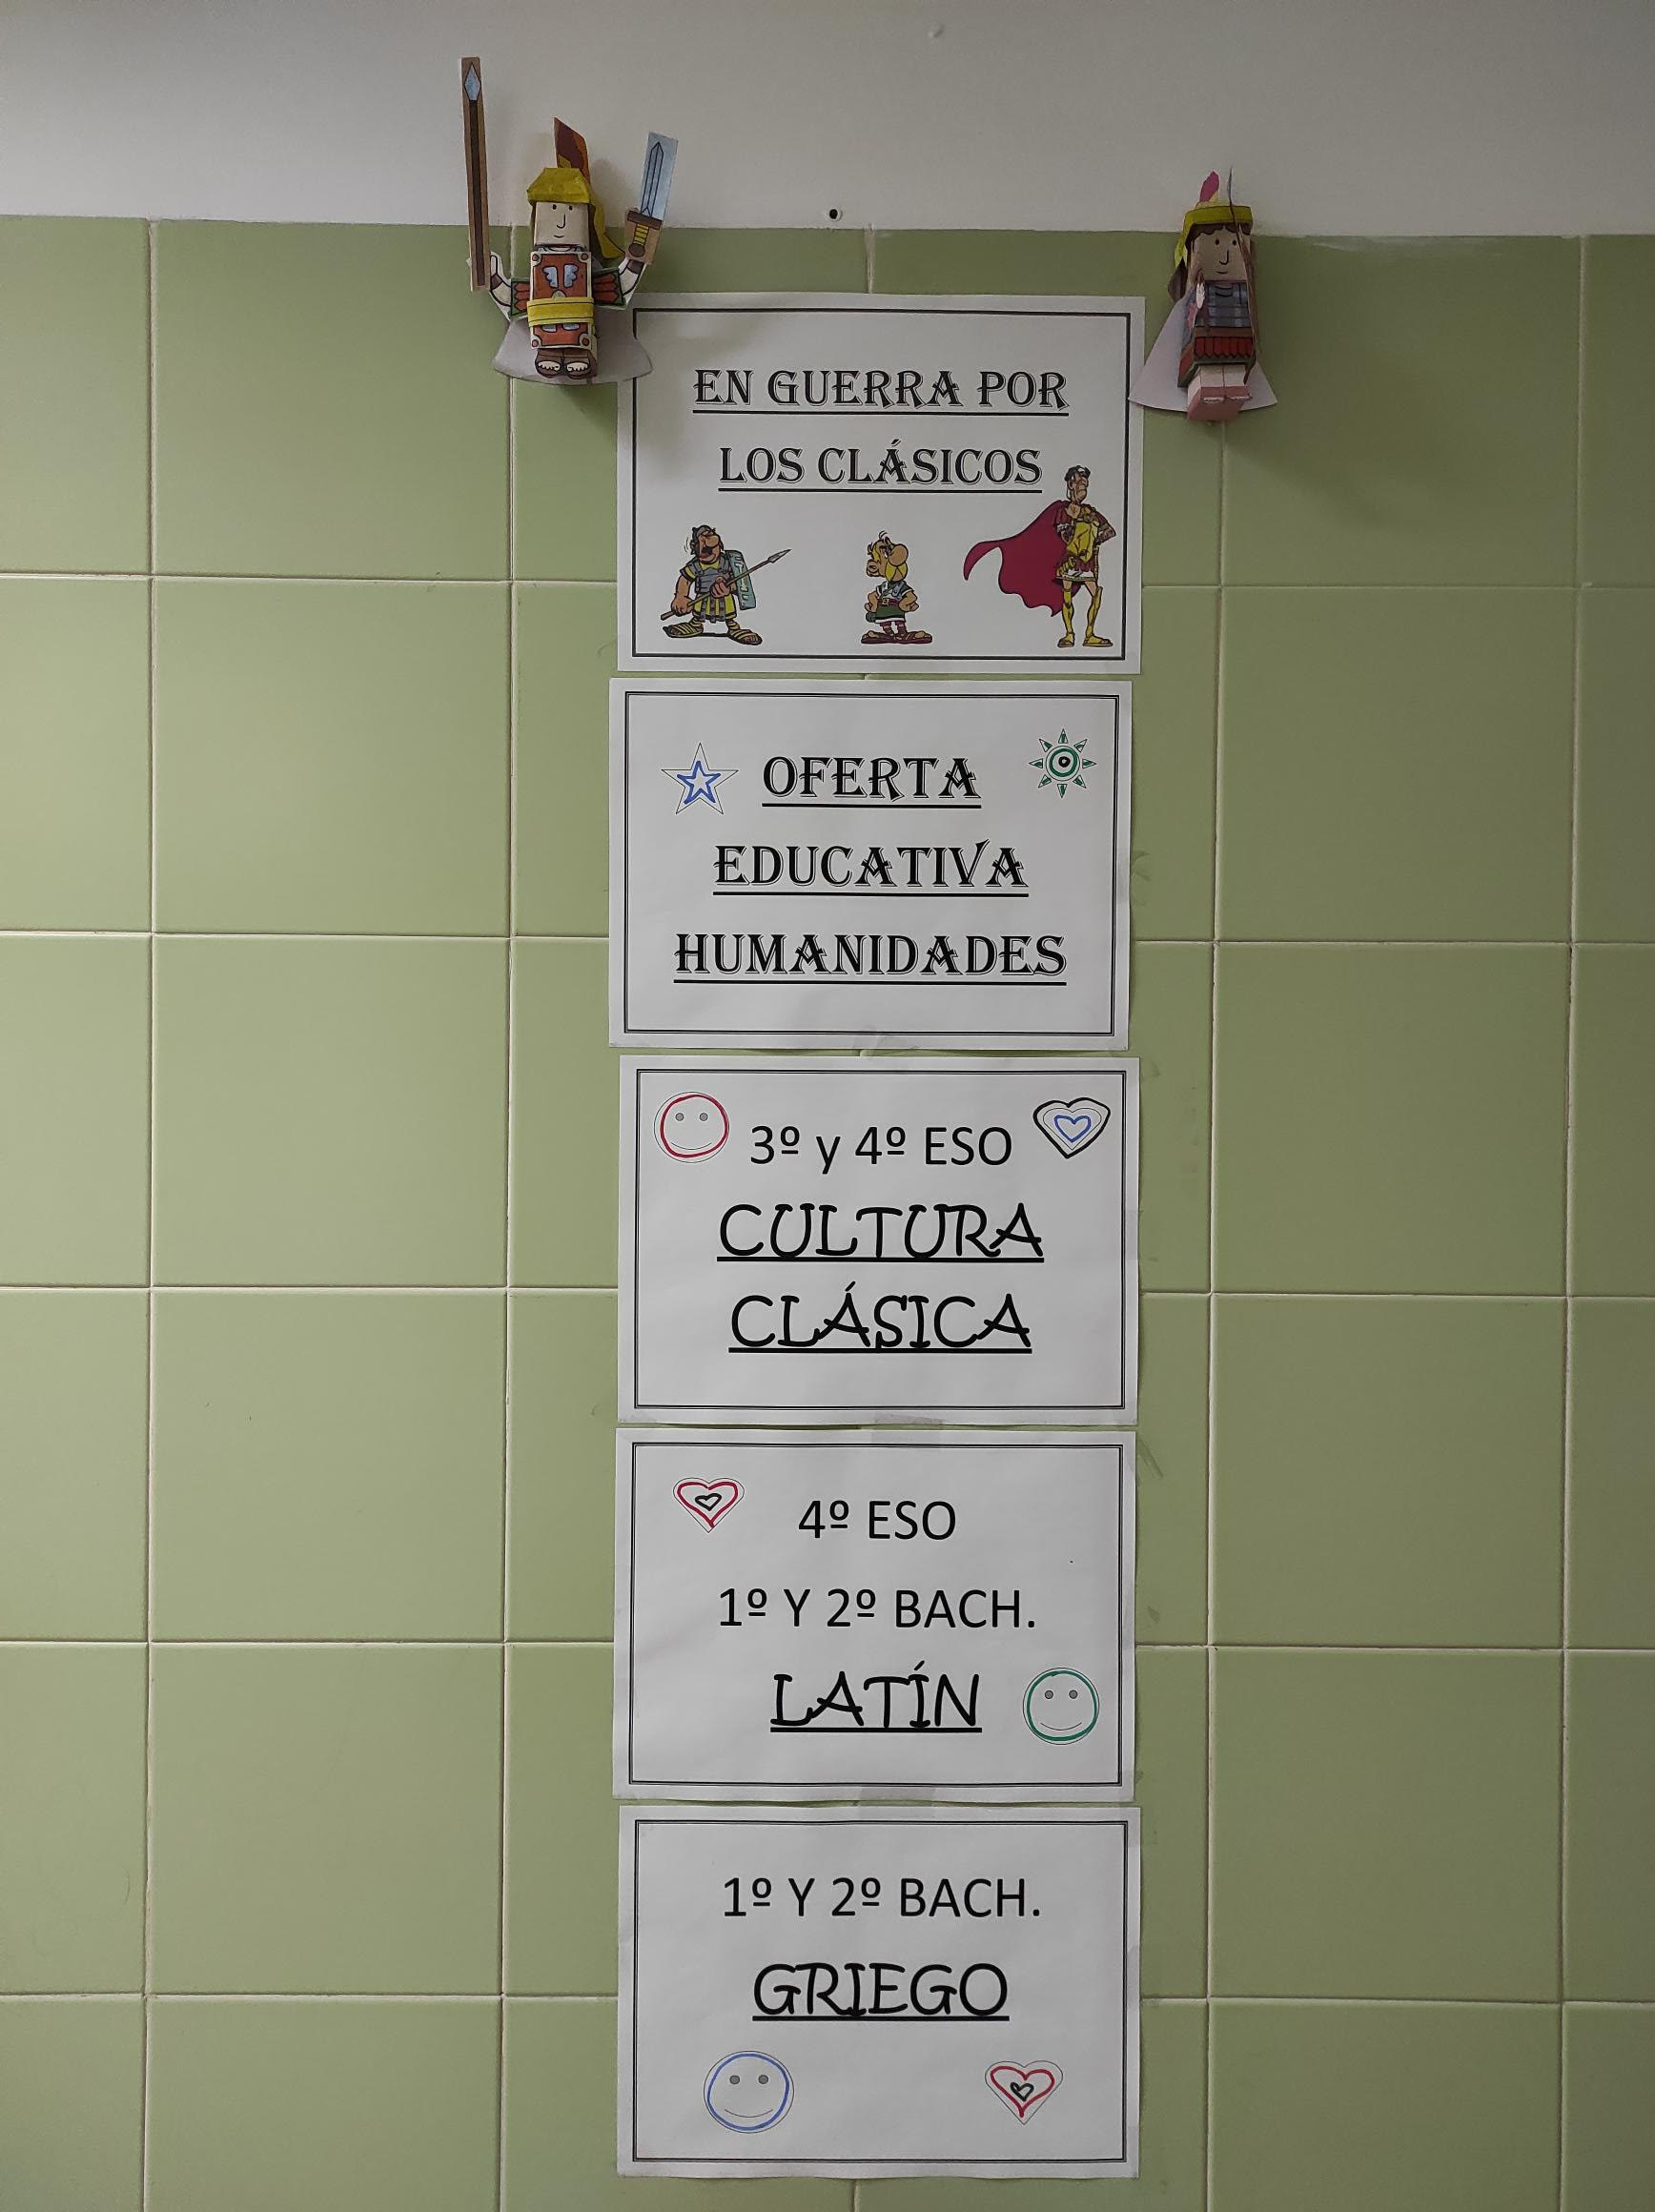 EN GUERRA POR
LOS CLÁSICOS
OFERTA
EDUCATIVA
HUMANIDADES
3º y 4º ESO
CULTURA
CLÁSICA
4º ESO
1º Y 2º BACH.
LATÍN
1º Y 2º BACH.
GRIEGO